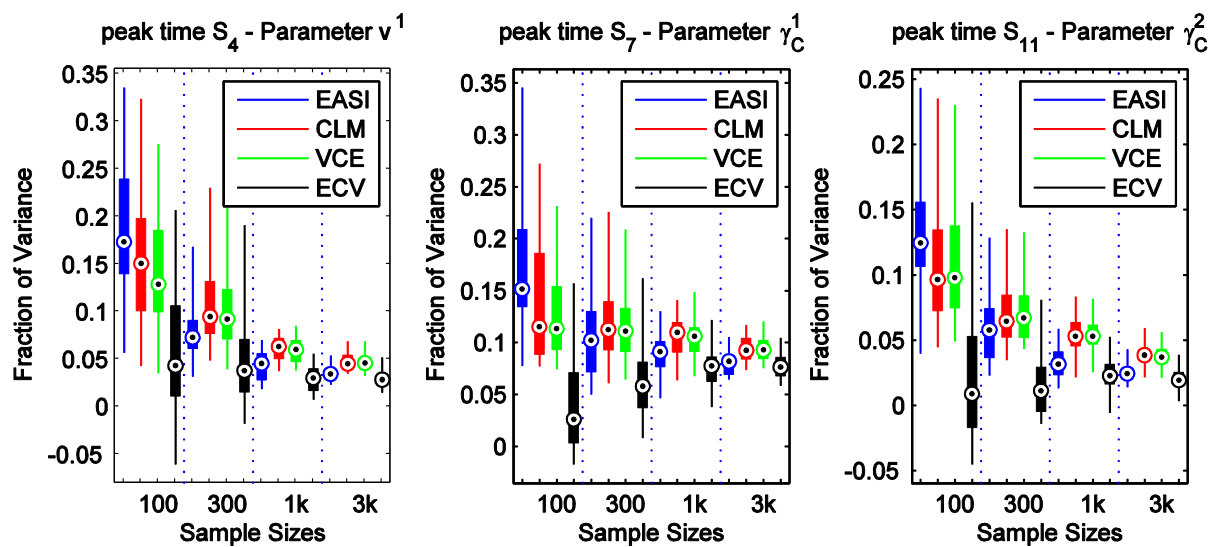 peak time S4 - Parameter v1
0.35
0.3
0.25
0.2
0.15
0.1
0.05
0
-0.05
Fraction of Variance
EASI
CLM
VCE
ECV
100 300 1k 3k
Sample Sizes
peak time S7 - Parameter γC1
0.35
0.3
0.25
0.2
0.15
0.1
0.05
0
Fraction of Variance
EASI
CLM
VCE
ECV
100 300 1k 3k
Sample Sizes
peak time S11 - Parameter γC2
0.25
0.2
0.15
0.1
0.05
0
-0.05
Fraction of Variance
EASI
CLM
VCE
ECV
100 300 1k 3k
Sample Sizes